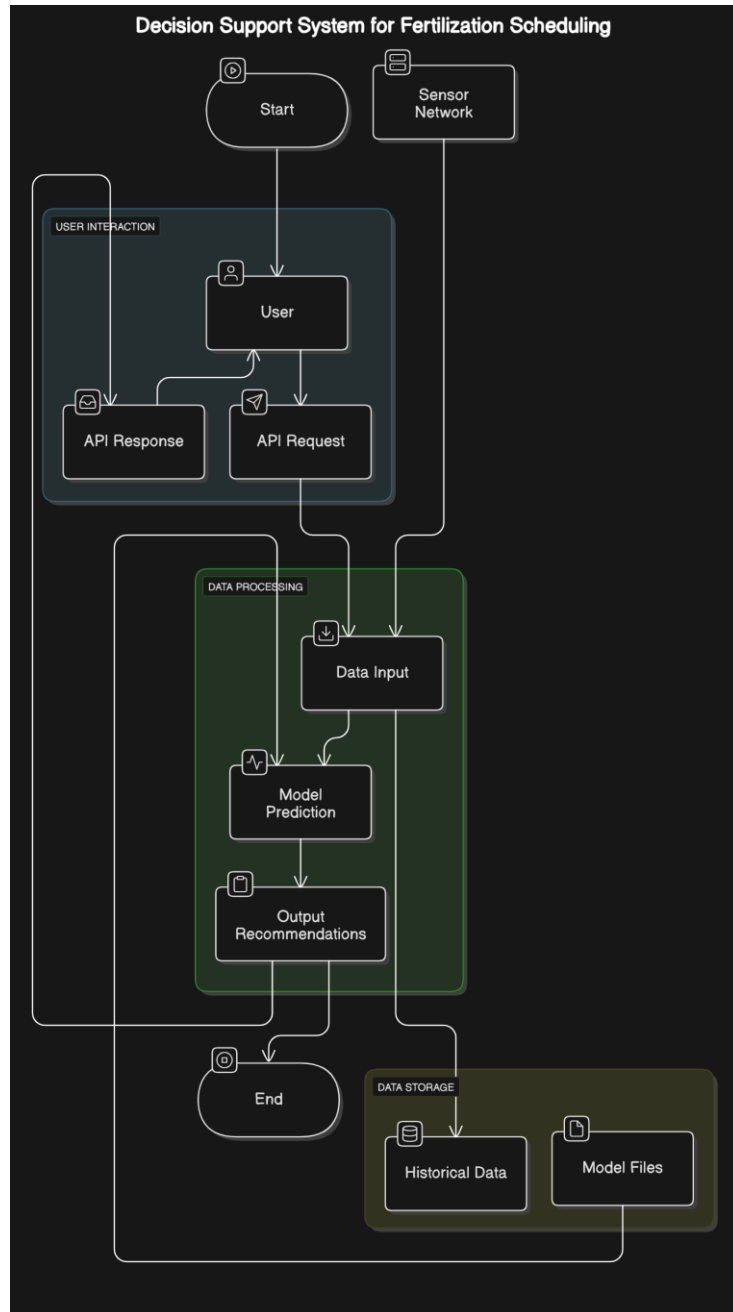 Decision Support System for Fertilization Scheduling
Start
Sensor
Network
USER INTERACTION
User
API Response
API Request
DATA PROCESSING
Data Input
Model
Prediction
Output
Recommendations
End
DATA STORAGE
Historical Data
Model Files